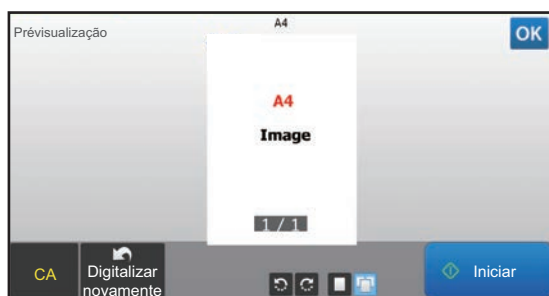 A4
Prévisualização
OK
A4
Image
1 / 1
CA
Digitalizar
novamente
Iniciar